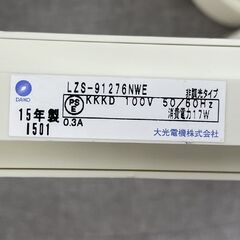 DAIKO
LZS-91276NWE 非調光タイプ
PSE KKKD 100V 50/60Hz
15年製 0.3A 消費電力17W
1501
大光電機株式会社